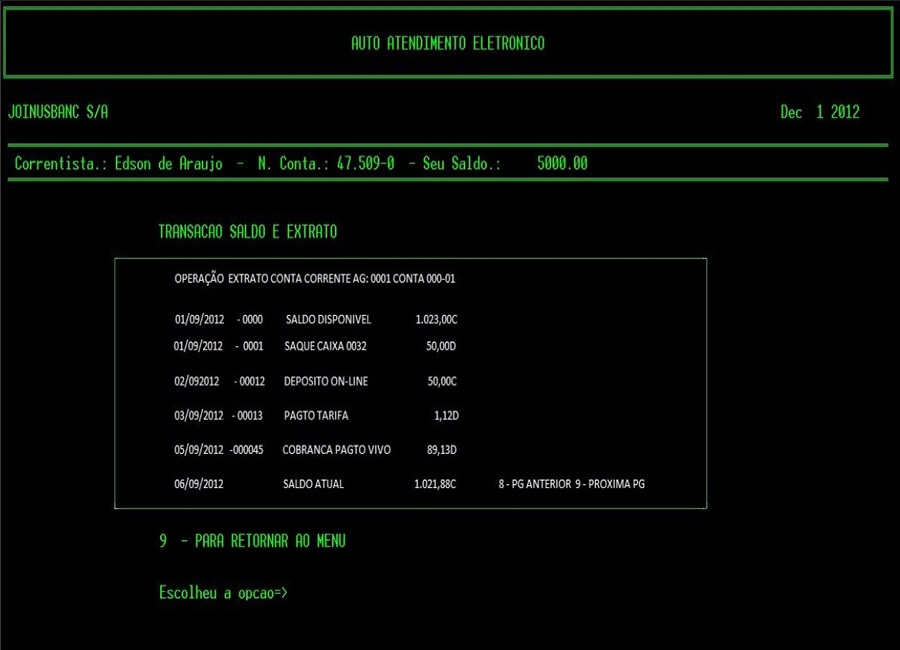 AUTO ATENDIMENTO ELETRONICO
JOINUSBANC S/A Dec 1 2012
Correntista.: Edson de Araujo - N. Conta.: 47.509-0 - Seu Saldo.: 5000.00
TRANSACAO SALDO E EXTRATO
OPERAÇÃO EXTRATO CONTA CORRENTE AG: 0001 CONTA 000-01
01/09/2012 - 0000 SALDO DISPONIVEL 1.023,00C
01/09/2012 - 0001 SAQUE CAIXA 0032 50,00D
02/092012 - 00012 DEPOSITO ON-LINE 50,00C
03/09/2012 - 00013 PAGTO TARIFA 1,12D
05/09/2012 -000045 COBRANCA PAGTO VIVO 89,13D
06/09/2012 SALDO ATUAL 1.021,88C 8 - PG ANTERIOR 9 - PROXIMA PG
9 - PARA RETORNAR AO MENU
Escolheu a opcao=>